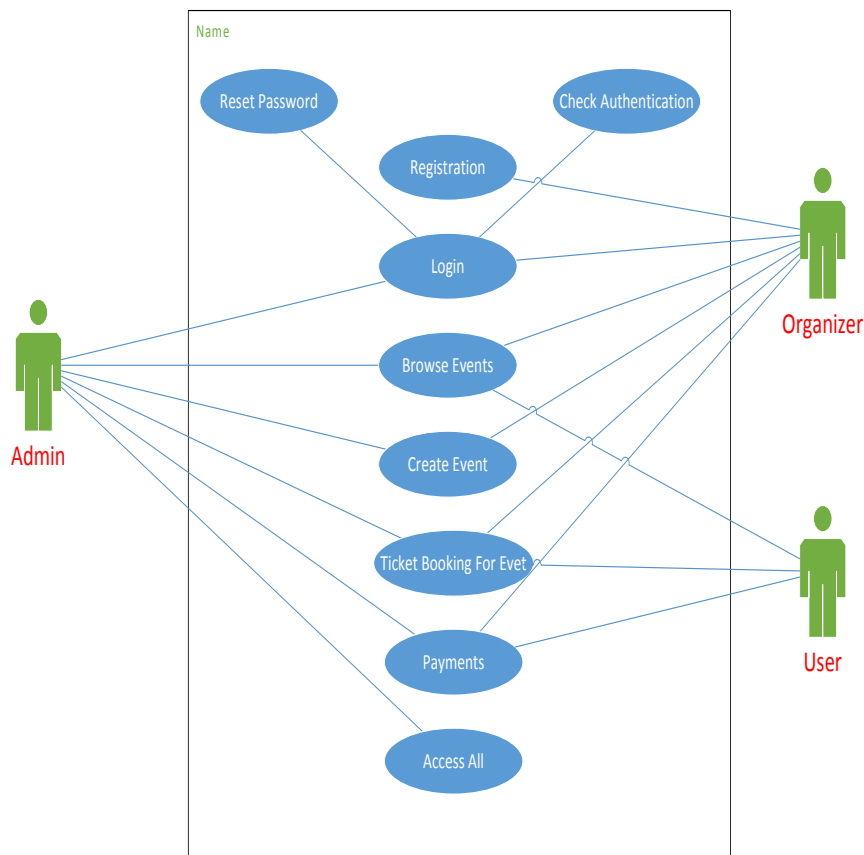 Name
Reset Password
Check Authentication
Registration
Login
Organizer
Browse Events
Admin
Create Event
Ticket Booking For Evet
Payments
User
Access All